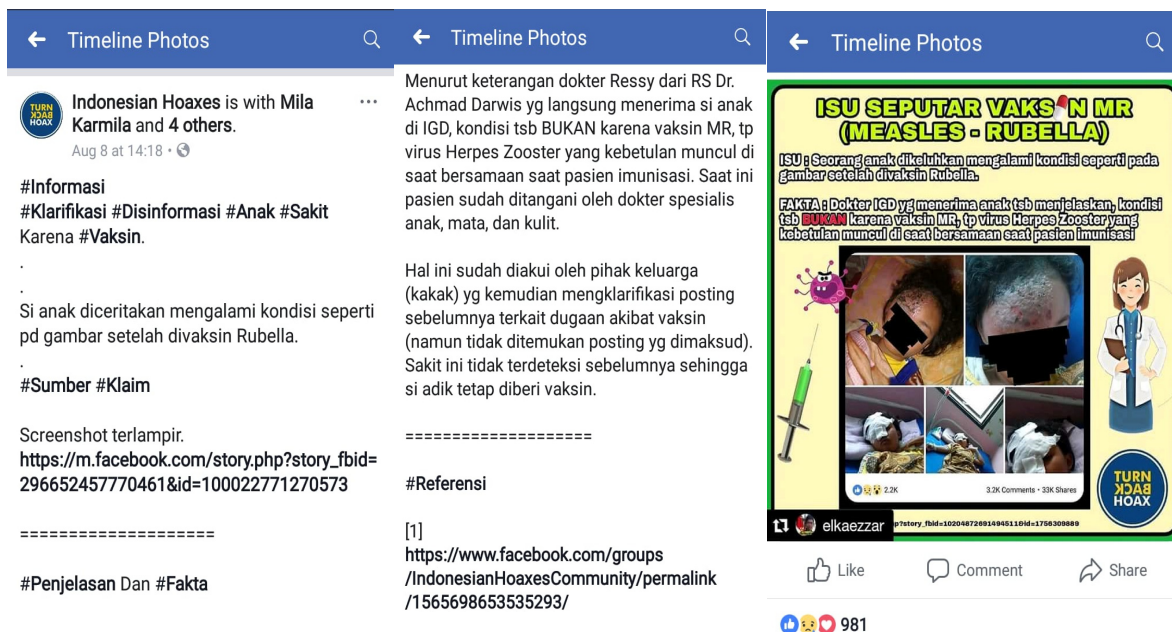 Timeline Photos
TURN
BACK
HOAX
Indonesian Hoaxes is with Mila
Karmila and 4 others.
Aug 8 at 14:18
#Informasi
#Klarifikasi #Disinformasi #Anak #Sakit
Karena #Vaksin.
.
.
Si anak diceritakan mengalami kondisi seperti
pd gambar setelah divaksin Rubella.
.
#Sumber #Klaim
Screenshot terlampir.
https://m.facebook.com/story.php?story_fbid=
296652457770461&id=100022771270573
====================
#Penjelasan Dan #Fakta
Timeline Photos
Menurut keterangan dokter Ressy dari RS Dr.
Achmad Darwis yg langsung menerima si anak
di IGD, kondisi tsb BUKAN karena vaksin MR, tp
virus Herpes Zooster yang kebetulan muncul di
saat bersamaan saat pasien imunisasi. Saat ini
pasien sudah ditangani oleh dokter spesialis
anak, mata, dan kulit.
Hal ini sudah diakui oleh pihak keluarga
(kakak) yg kemudian mengklarifikasi posting
sebelumnya terkait dugaan akibat vaksin
(namun tidak ditemukan posting yg dimaksud).
Sakit ini tidak terdeteksi sebelumnya sehingga
si adik tetap diberi vaksin.
====================
#Referensi
[1]
https://www.facebook.com/groups
/IndonesianHoaxesCommunity/permalink
/1565698653535293/
Timeline Photos
ISU SEPUTAR VAKSIN MR
(MEASLES - RUBELLA)
ISU : Seorang anak dikeluhkan mengalami kondisi seperti pada
gambar setelah divaksin Rubella.
FAKTA : Dokter IGD yg menerima anak tsb menjelaskan, kondisi
tsb BUKAN karena vaksin MR, tp virus Herpes Zooster yang
kebetulan muncul di saat bersamaan saat pasien imunisasi
2.2K
3.2K Comments • 33K Shares
TURN
BACK
HOAX
elkaezzar
p?story_fbid=10204872691494511&id=1756309889
Like
Comment
Share
981